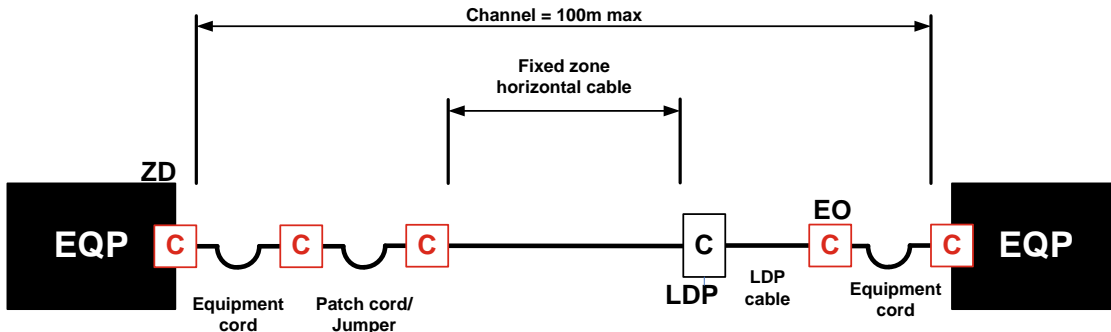 Channel = 100m max
Fixed zone
horizontal cable
ZD
EQP
C
C
C
C
LDP
LDP
cable
EO
C
C
EQP
Equipment
cord
Patch cord/
Jumper
Equipment
cord